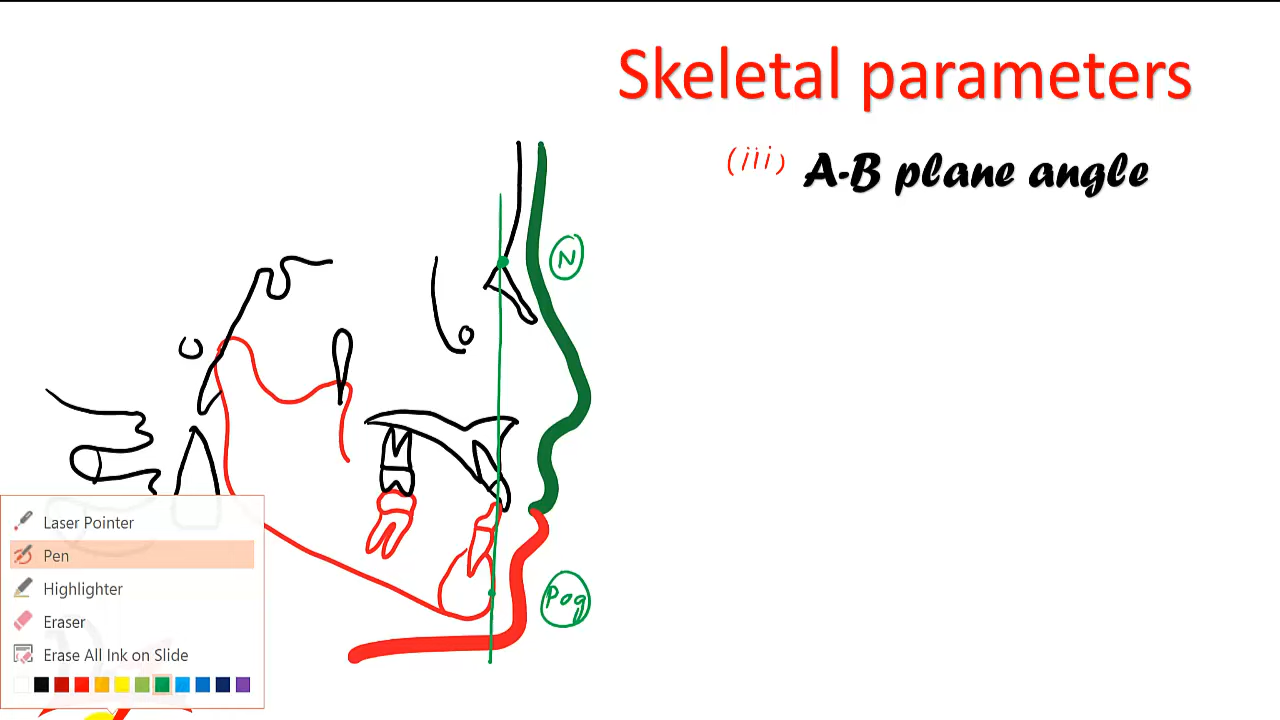 Skeletal parameters
(iii) A-B plane angle
N
Pog
Laser Pointer
Pen
Highlighter
Eraser
Erase All Ink on Slide